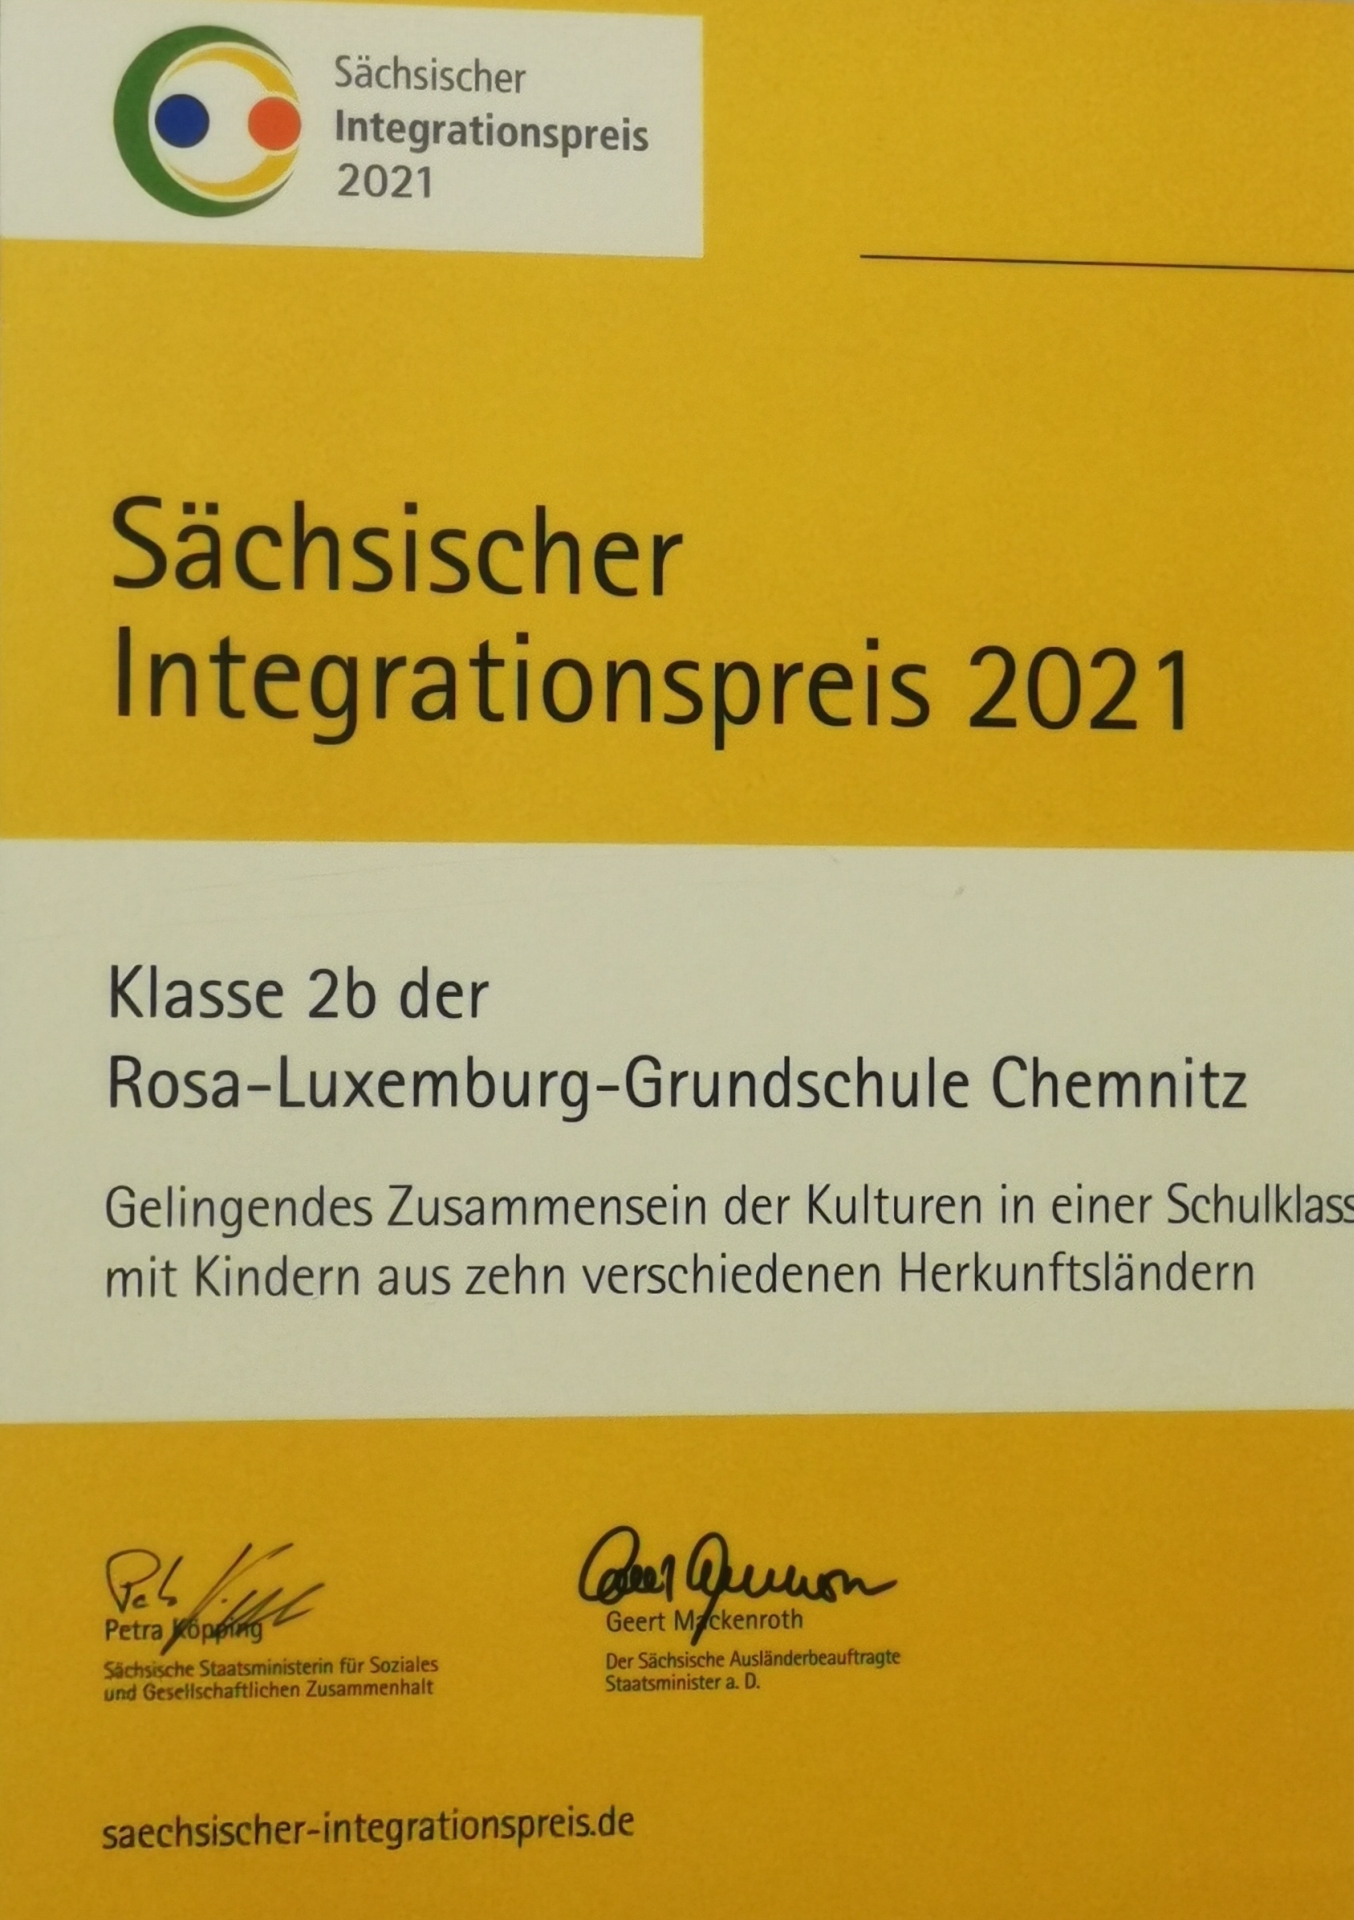 Sächsischer
Integrationspreis
2021
Sächsischer
Integrationspreis 2021
Klasse 2b der
Rosa-Luxemburg-Grundschule Chemnitz
Gelingendes Zusammensein der Kulturen in einer Schulklass
mit Kindern aus zehn verschiedenen Herkunftsländern
Petra Köpping
Sächsische Staatsministerin für Soziales
und Gesellschaftlichen Zusammenhalt
Geert Mackenroth
Der Sächsische Ausländerbeauftragte
Staatsminister a. D.
saechsischer-integrationspreis.de